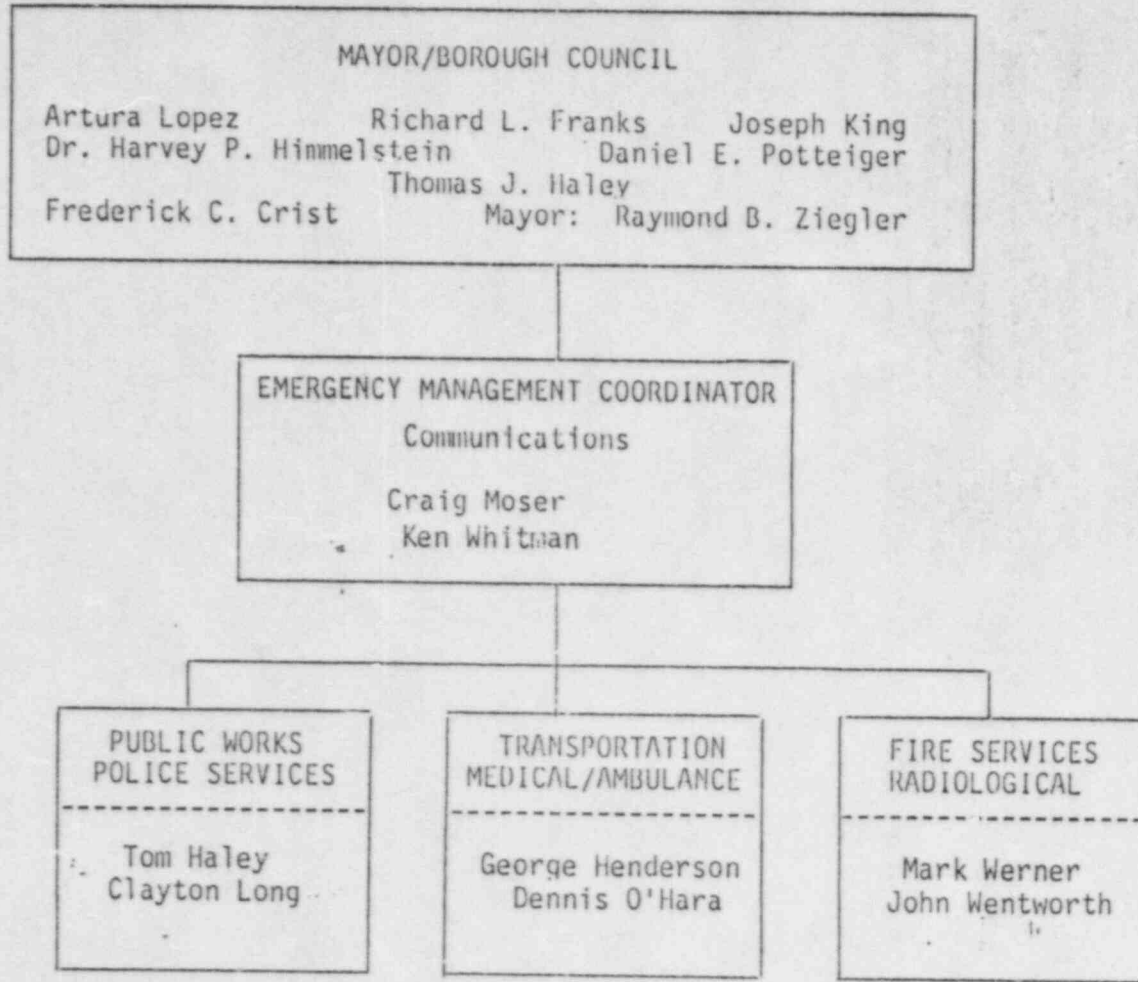 MAYOR/BOROUGH COUNCIL
Artura Lopez Richard L. Franks Joseph King
Dr. Harvey P. Himmelstein Daniel E. Potteiger
Thomas J. Haley
Frederick C. Crist Mayor: Raymond B. Ziegler
EMERGENCY MANAGEMENT COORDINATOR
Communications
Craig Moser
Ken Whitman
PUBLIC WORKS
POLICE SERVICES
Tom Haley
Clayton Long
TRANSPORTATION
MEDICAL/AMBULANCE
George Henderson
Dennis O'Hara
FIRE SERVICES
RADIOLOGICAL
Mark Werner
John Wentworth